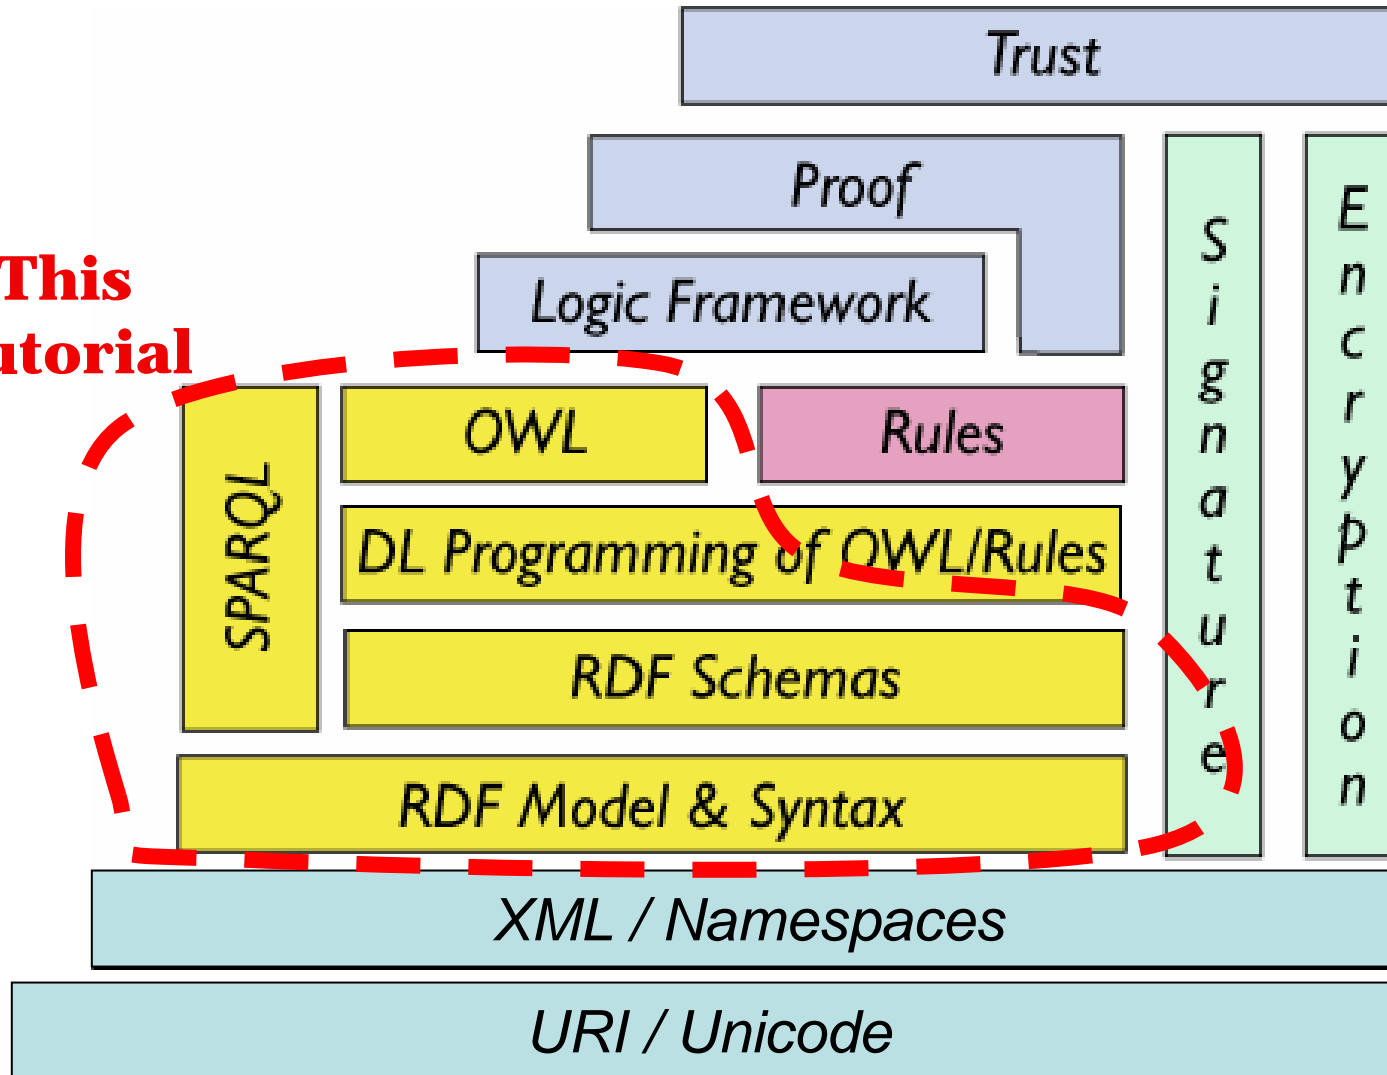 Trust
Proof
Logic Framework
This
utorial
OWL
Rules
SPARQL
DL Programming of OWL/Rules
RDF Schemas
RDF Model & Syntax
Signature
Encryption
XML / Namespaces
URI / Unicode